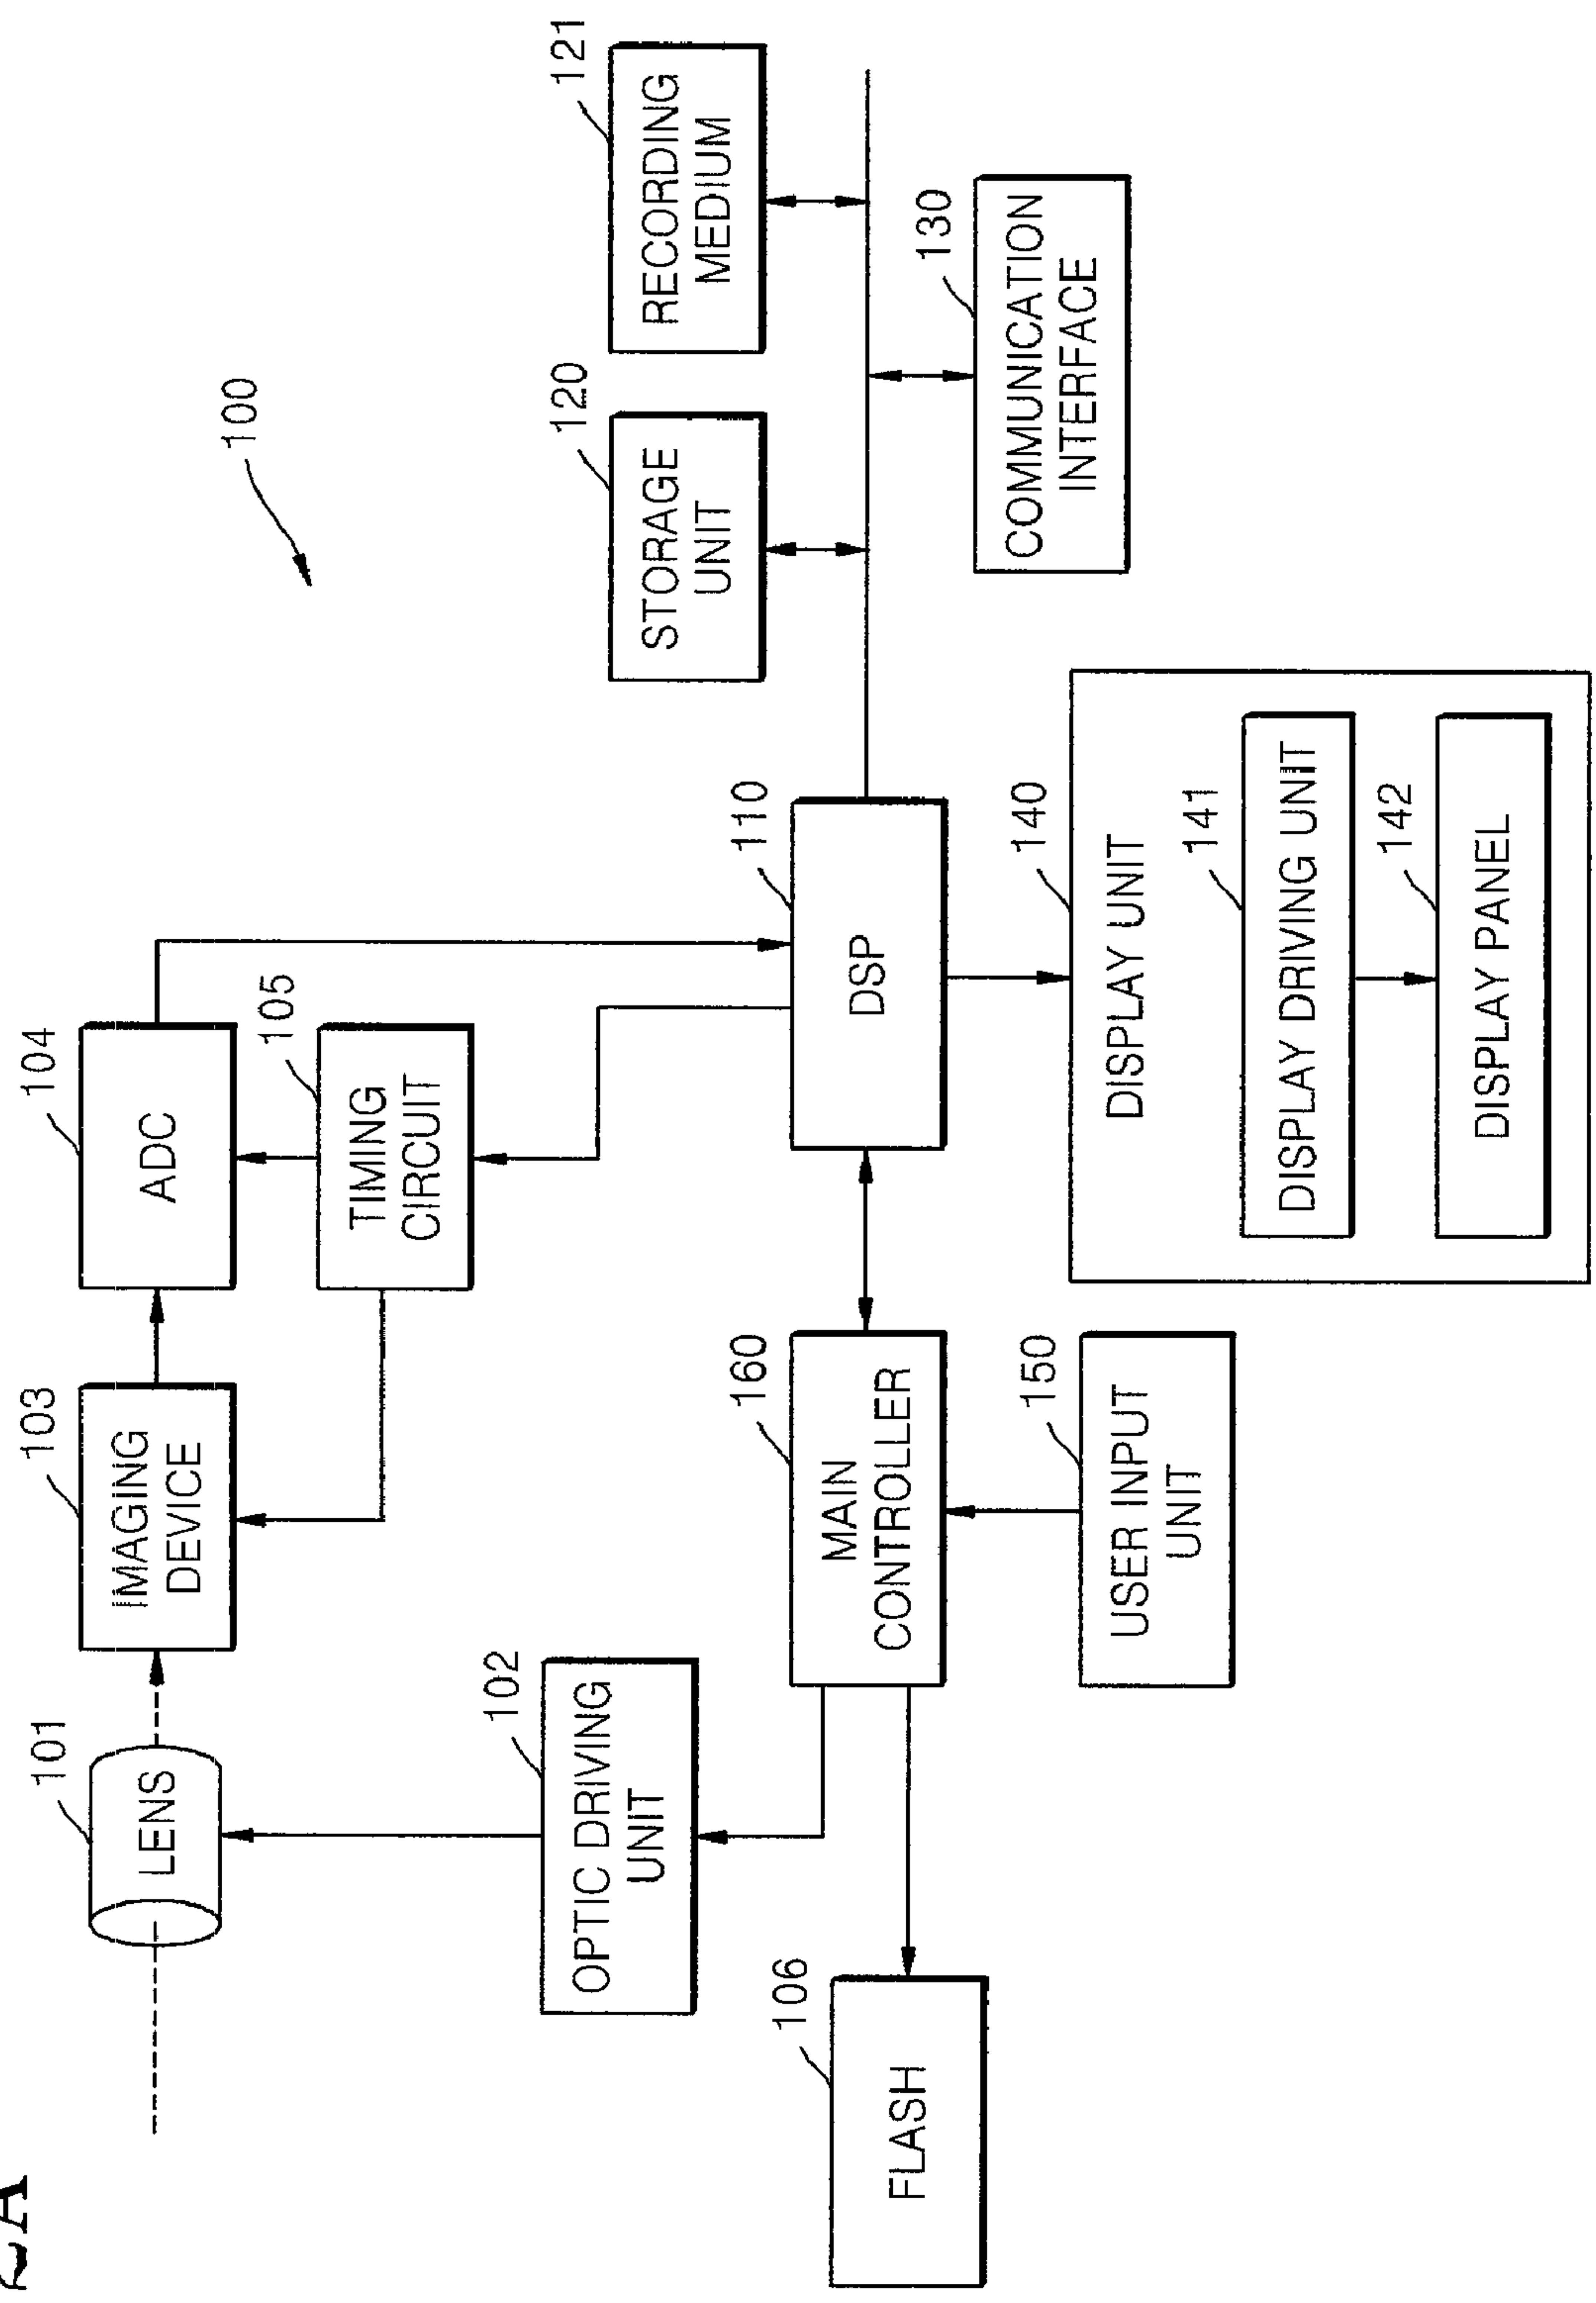 2A
100
101
LENS
103
IMAGING
DEVICE
104
ADC
105
TIMING
CIRCUIT
102
OPTIC DRIVING
UNIT
120
STORAGE
UNIT
121
RECORDING
MEDIUM
106
FLASH
160
MAIN
CONTROLLER
110
DSP
130
COMMUNICATION
INTERFACE
150
USER INPUT
UNIT
140
DISPLAY UNIT
141
DISPLAY DRIVING UNIT
142
DISPLAY PANEL